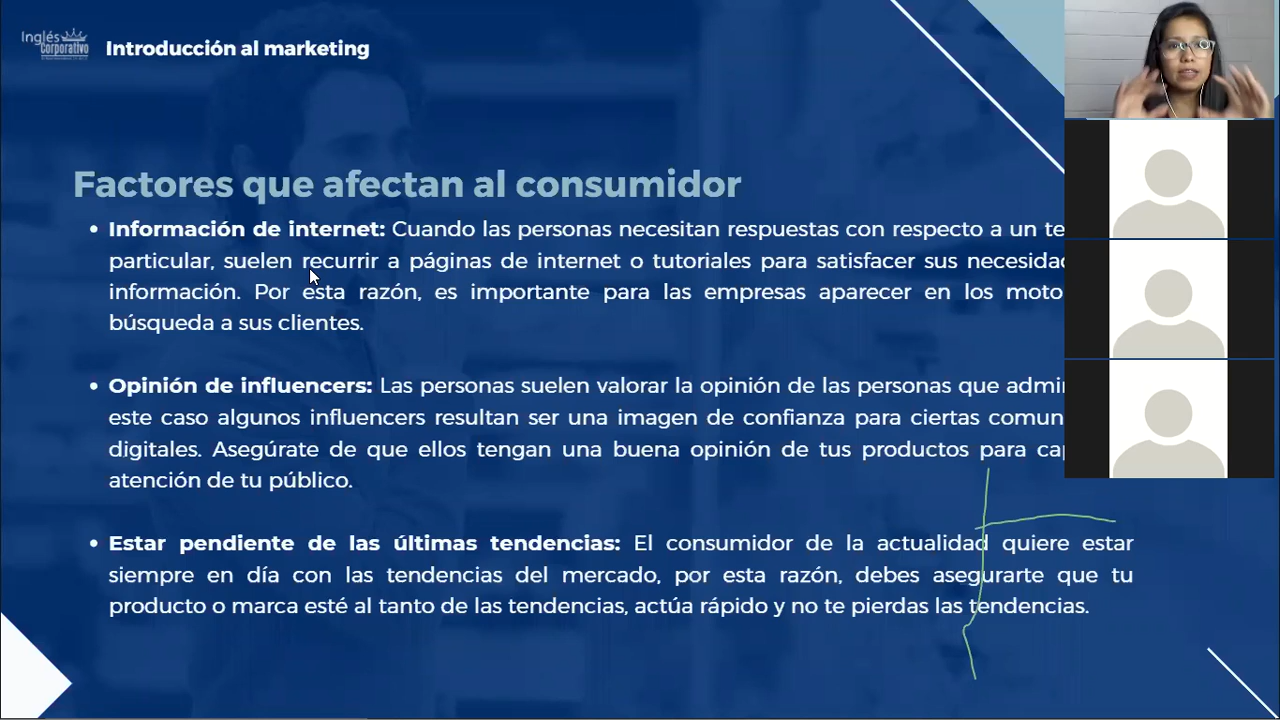 Inglés
Corporativo
Introducción al marketing
Factores que afectan al consumidor
• Información de internet: Cuando las personas necesitan respuestas con respecto a un te
particular, suelen recurrir a páginas de internet o tutoriales para satisfacer sus necesidad
información. Por esta razón, es importante para las empresas aparecer en los moto
búsqueda a sus clientes.
• Opinión de influencers: Las personas suelen valorar la opinión de las personas que admi
este caso algunos influencers resultan ser una imagen de confianza para ciertas comun
digitales. Asegúrate de que ellos tengan una buena opinión de tus productos para ca
atención de tu público.
• Estar pendiente de las últimas tendencias: El consumidor de la actualidad quiere estar
siempre en día con las tendencias del mercado, por esta razón, debes asegurarte que tu
producto o marca esté al tanto de las tendencias, actúa rápido y no te pierdas las tendencias.